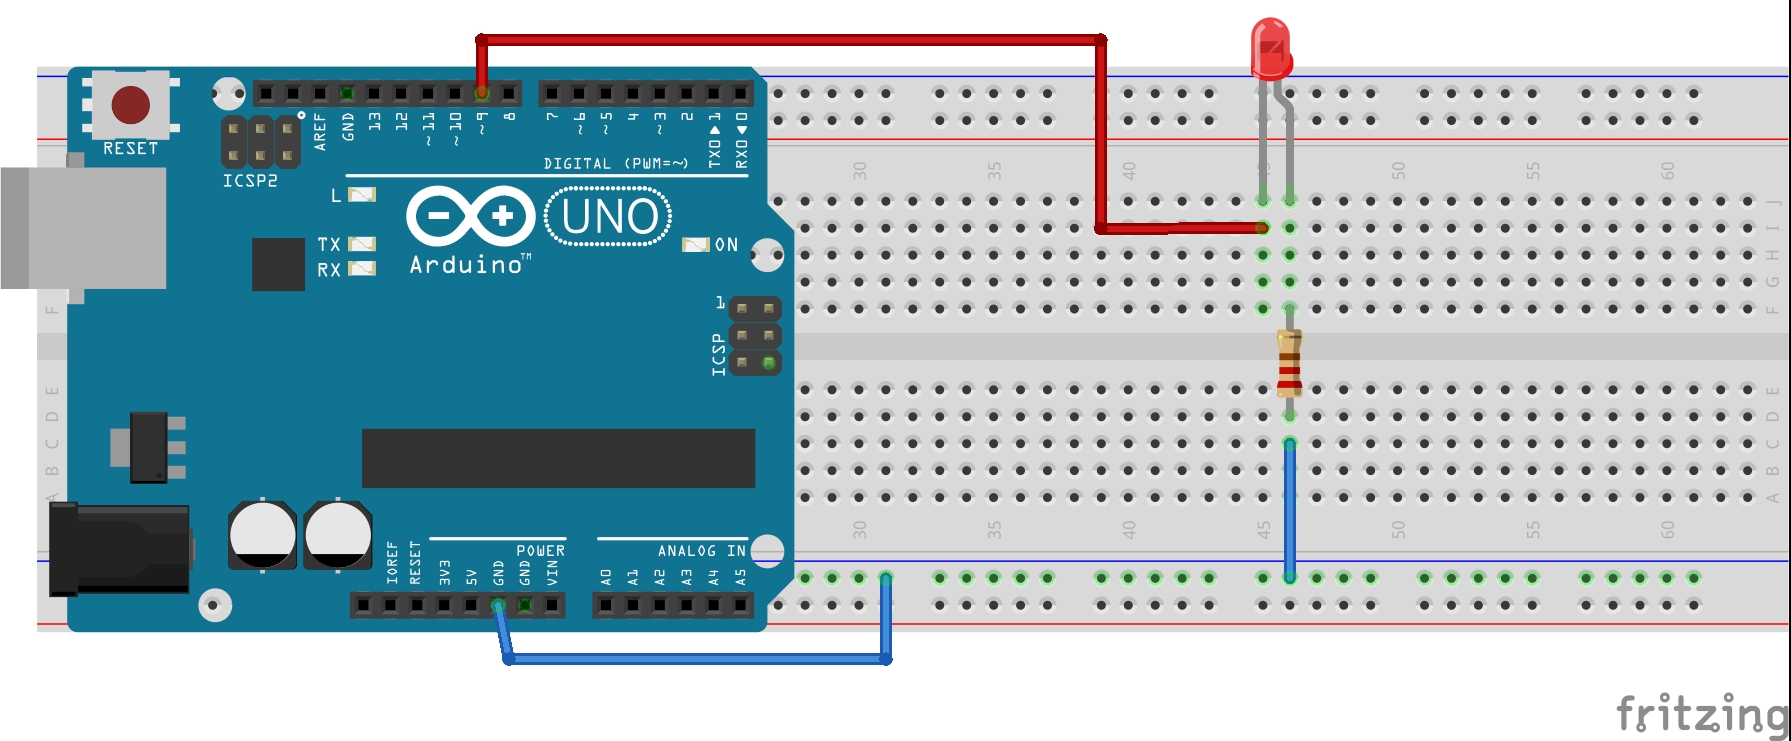 RESET
ICSP2
AREF
GND
13
12
~11
~10
~9
8
7
~6
~5
4
~3
2
TX0▶1
RX0◀0
DIGITAL (PWM=~)
L
TX
RX
UNO
ON
Arduino™
1
ICSP
30 35 40 45 50 55 60
J
I
H
G
F F
E E
D D
C C
B B
A A
30 35 40 45 50 55 60
POWER
ANALOG IN
IOREF
RESET
3V3
5V
GND
GND
VIN
A0
A1
A2
A3
A4
A5
fritzing